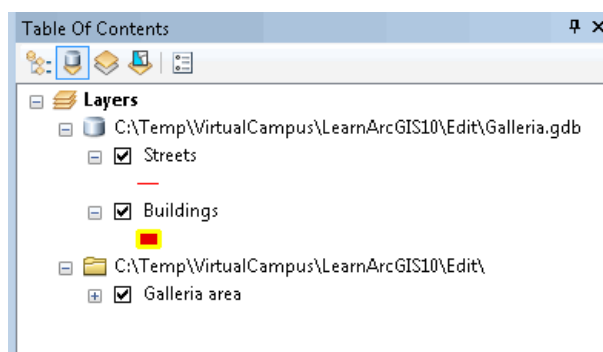 Table Of Contents
Layers
C:\Temp\VirtualCampus\LearnArcGIS10\Edit\Galleria.gdb
Streets
Buildings
C:\Temp\VirtualCampus\LearnArcGIS10\Edit\
Galleria area